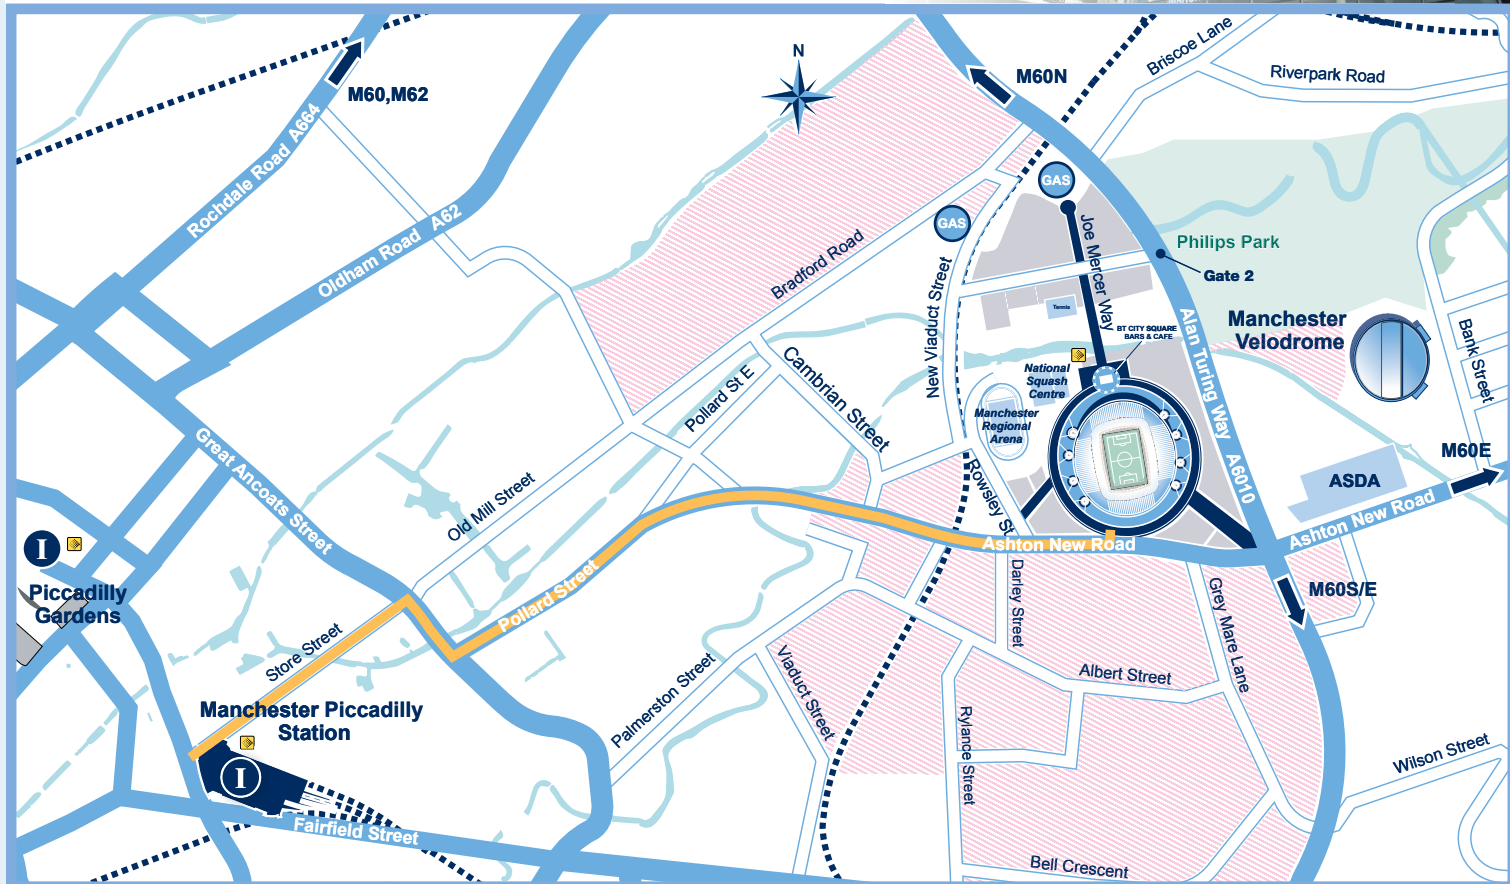 N
M60N
Briscoe Lane
Riverpark Road
M60,M62
Rochdale Road A664
Oldham Road A62
GAS
GAS
Joe Mercer Way
Philips Park
Gate 2
Bradford Road
New Viaduct Street
Tennis
BT CITY SQUARE
BARS & CAFE
Alan Turing Way A6010
Manchester
Velodrome
Bank Street
Cambrian Street
National
Squash
Centre
Manchester
Regional
Arena
Pollard St E
Great Ancoats Street
Old Mill Street
Rowsley St
M60E
ASDA
Ashton New Road
Ashton New Road
I
Piccadilly
Gardens
Pollard Street
Darley Street
Grey Mare Lane
M60S/E
Store Street
Albert Street
Palmerston Street
Viaduct Street
Manchester Piccadilly
Station
I
Rylance Street
Wilson Street
Fairfield Street
Bell Crescent